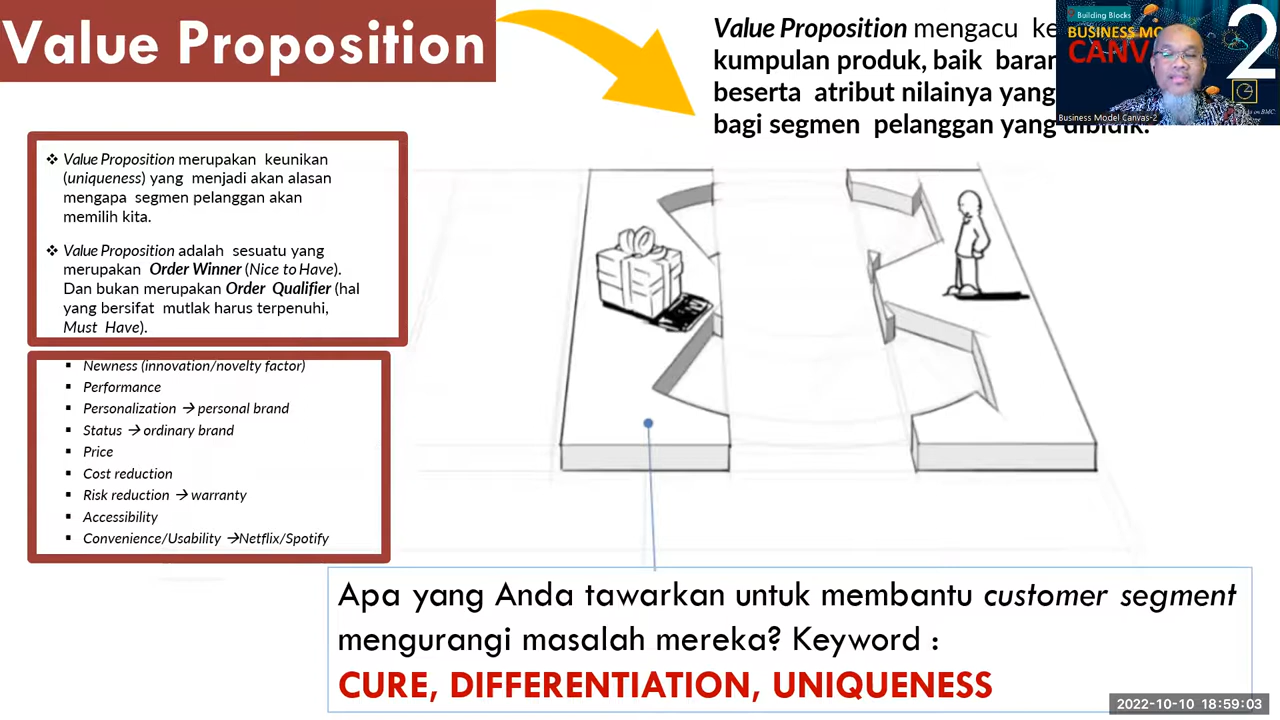 Value Proposition
Value Proposition mengacu
kumpulan produk, baik
beserta atribut nilainya yang
bagi segmen pelanggan yang dibidik.
Building Blocks
BUSINESS MO
CANV
2
Business Model Canvas-2
❖ Value Proposition merupakan keunikan
(uniqueness) yang menjadi akan alasan
mengapa segmen pelanggan akan
memilih kita.
❖ Value Proposition adalah sesuatu yang
merupakan Order Winner (Nice to Have).
Dan bukan merupakan Order Qualifier (hal
yang bersifat mutlak harus terpenuhi,
Must Have).
▪ Newness (innovation/novelty factor)
▪ Performance
▪ Personalization → personal brand
▪ Status → ordinary brand
▪ Price
▪ Cost reduction
▪ Risk reduction → warranty
▪ Accessibility
▪ Convenience/Usability →Netflix/Spotify
Apa yang Anda tawarkan untuk membantu customer segment
mengurangi masalah mereka? Keyword :
CURE, DIFFERENTIATION, UNIQUENESS
2022-10-10 18:59:03